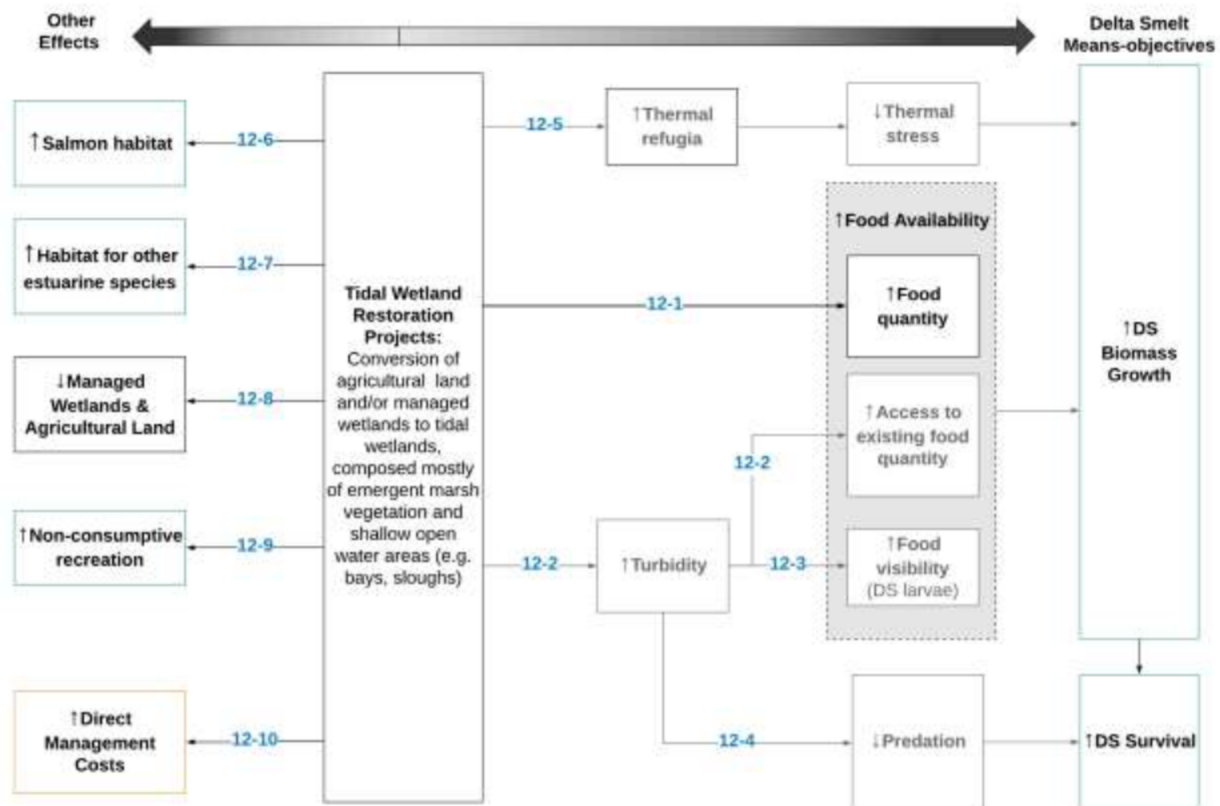 Other
Effects
Delta Smelt
Means-objectives
↑Salmon habitat
12-6
↑Habitat for other
estuarine species
12-7
↓Managed
Wetlands &
Agricultural Land
12-8
↑Non-consumptive
recreation
12-9
↑Direct
Management
Costs
12-10
Tidal Wetland
Restoration
Projects:
Conversion of
agricultural land
and/or managed
wetlands to tidal
wetlands,
composed mostly
of emergent marsh
vegetation and
shallow open
water areas (e.g.
bays, sloughs)
12-5
↑Thermal
refugia
↓Thermal
stress
12-1
↑Food Availability
↑Food
quantity
↑Access to
existing food
quantity
↑Food
visibility
(DS larvae)
12-2
↑Turbidity
12-2
12-3
12-4
↓Predation
↑DS
Biomass
Growth
↑DS Survival